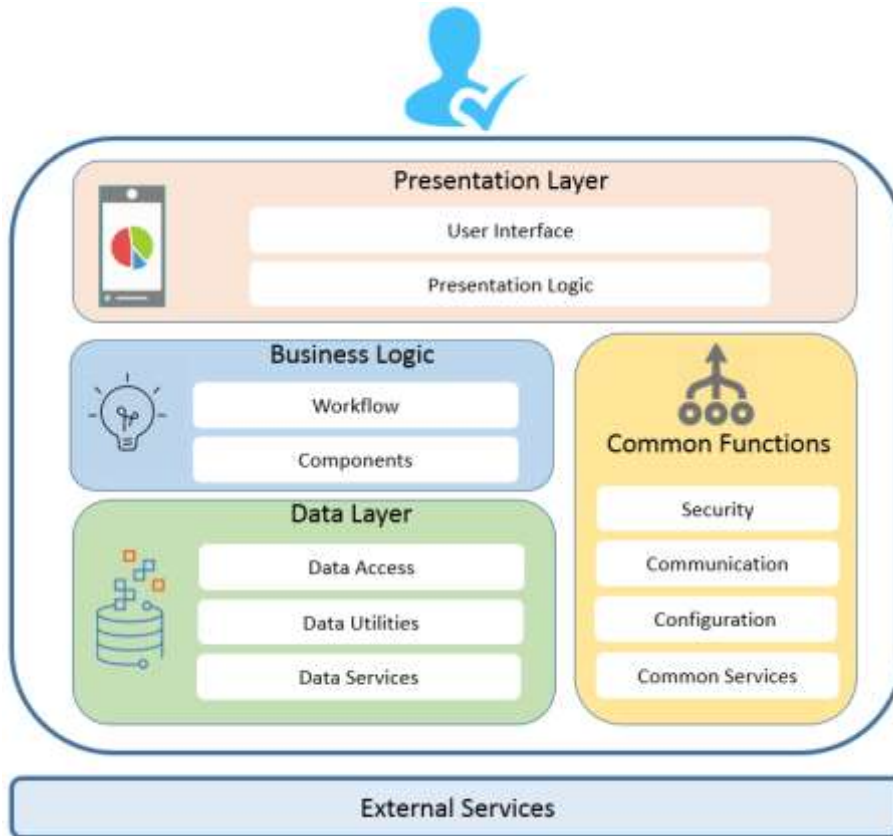 Presentation Layer
User Interface
Presentation Logic
Business Logic
Workflow
Components
Data Layer
Data Access
Data Utilities
Data Services
Common Functions
Security
Communication
Configuration
Common Services
External Services